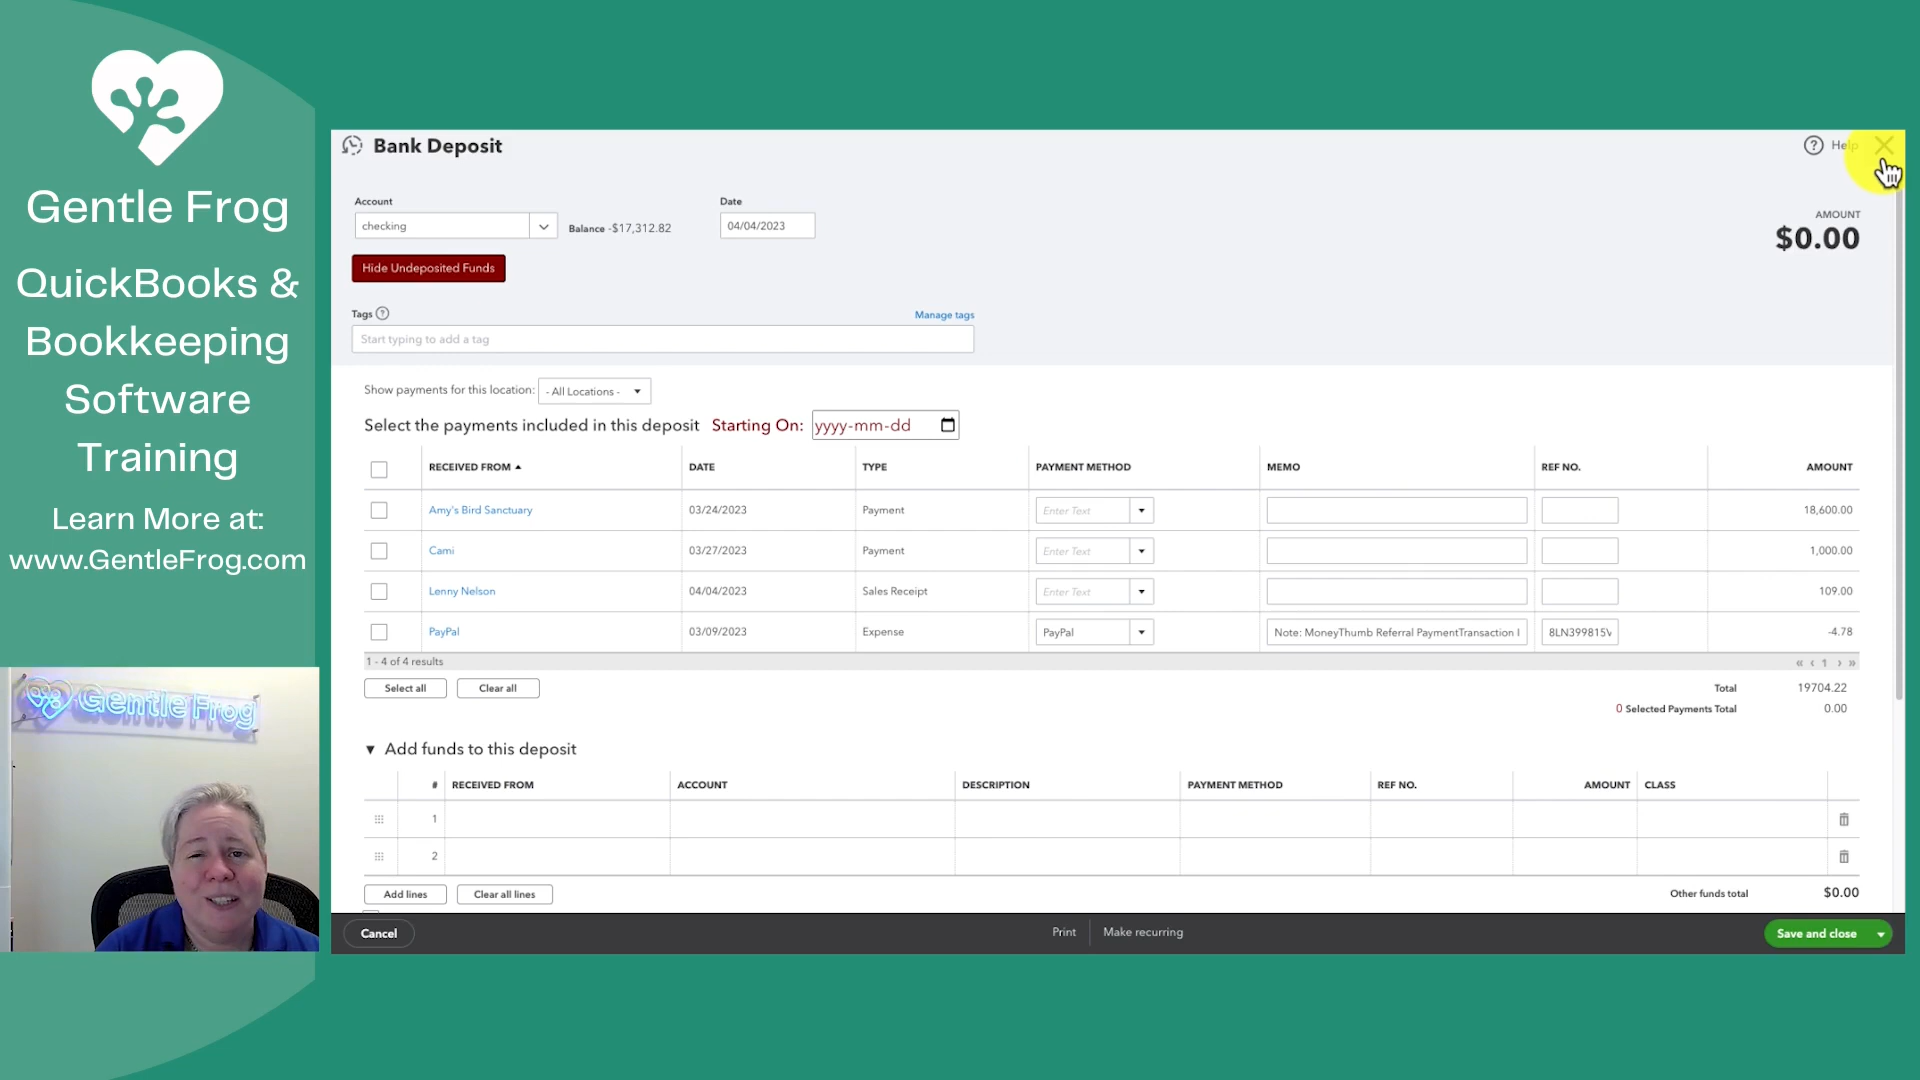 Gentle Frog
QuickBooks &
Bookkeeping
Software
Training
Learn More at:
www.GentleFrog.com
Gentle Frog
Bank Deposit
Help
Account
checking
Balance -$17,312.82
Date
04/04/2023
AMOUNT
$0.00
Hide Undeposited Funds
Tags ?
Manage tags
Start typing to add a tag
Show payments for this location: - All Locations -
Select the payments included in this deposit Starting On: yyyy-mm-dd
RECEIVED FROM DATE TYPE PAYMENT METHOD MEMO REF NO. AMOUNT
Amy's Bird Sanctuary 03/24/2023 Payment Enter Text 18,600.00
Cami 03/27/2023 Payment Enter Text 1,000.00
Lenny Nelson 04/04/2023 Sales Receipt Enter Text 109.00
PayPal 03/09/2023 Expense PayPal Note: MoneyThumb Referral PaymentTransaction 8LN399815V -4.78
1 - 4 of 4 results « ‹ 1 › »
Select all Clear all
Total 19704.22
0 Selected Payments Total 0.00
Add funds to this deposit
# RECEIVED FROM ACCOUNT DESCRIPTION PAYMENT METHOD REF NO. AMOUNT CLASS
1
2
Add lines Clear all lines
Other funds total $0.00
Cancel
Print
Make recurring
Save and close